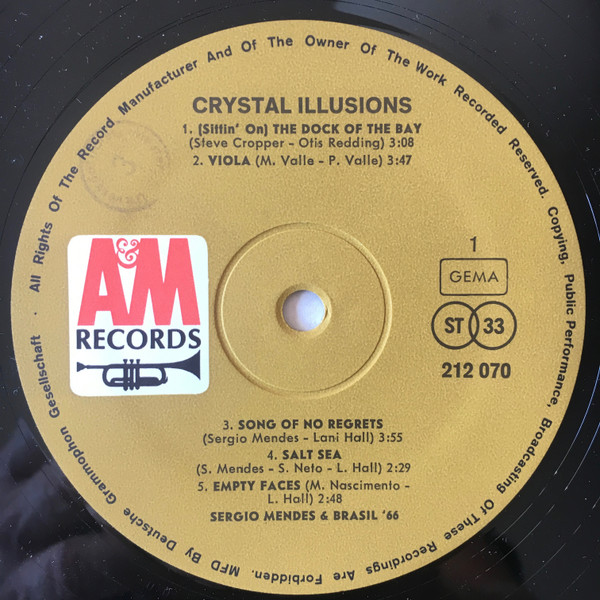 All Rights Of The Record Manufacturer And Of The Owner Of The Work Recorded Reserved. Copying, Public Performance, Broadcasting Of These Recordings Are Forbidden. MFD By Deutsche Grammophon Gesellschaft ·
CRYSTAL ILLUSIONS
1. (Sittin' On) THE DOCK OF THE BAY
(Steve Cropper - Otis Redding) 3:08
2. VIOLA (M. Valle - P. Valle) 3:47
A&M
RECORDS
1
GEMA
ST 33
212 070
3. SONG OF NO REGRETS
(Sergio Mendes - Lani Hall) 3:55
4. SALT SEA
(S. Mendes - S. Neto - L. Hall) 2:29
5. EMPTY FACES (M. Nascimento -
L. Hall) 2:48
SERGIO MENDES & BRASIL '66